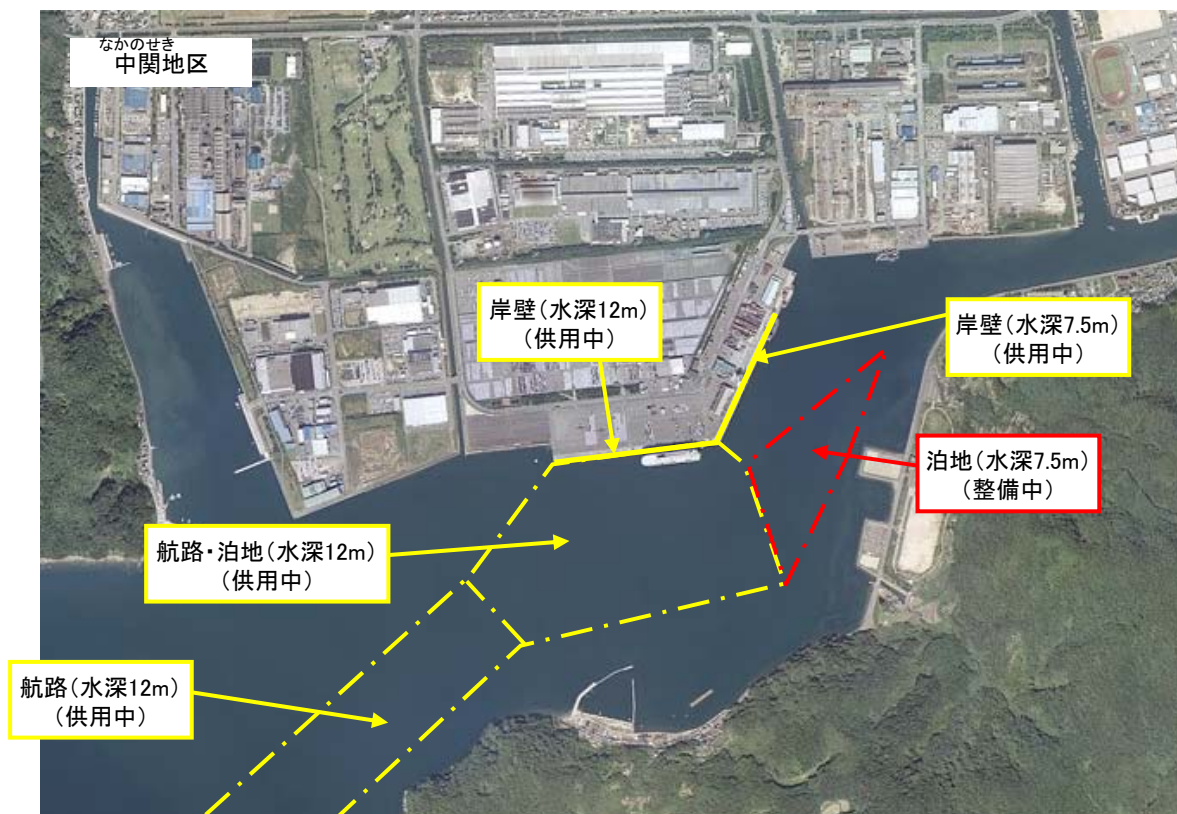 なかのせき
中関地区
岸壁（水深12m）
（供用中）
岸壁（水深7.5m）
（供用中）
泊地（水深7.5m）
（整備中）
航路・泊地（水深12m）
（供用中）
航路（水深12m）
（供用中）